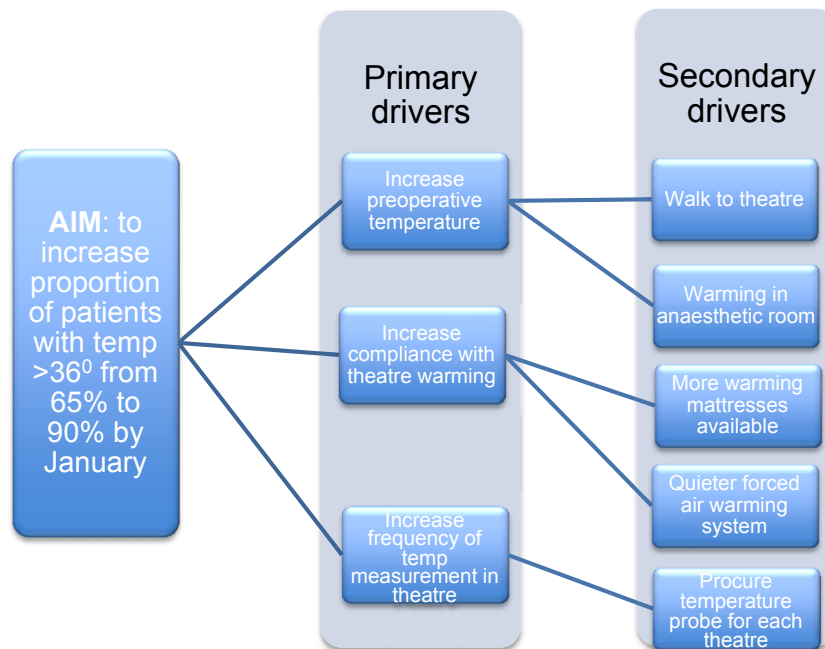 AIM: to
increase
proportion
of patients
with temp
>36⁰ from
65% to
90% by
January
Primary
drivers
Increase
preoperative
temperature
Increase
compliance with
theatre warming
Increase
frequency of
temp
measurement in
theatre
Secondary
drivers
Walk to theatre
Warming in
anaesthetic room
More warming
mattresses
available
Quieter forced
air warming
system
Procure
temperature
probe for each
theatre